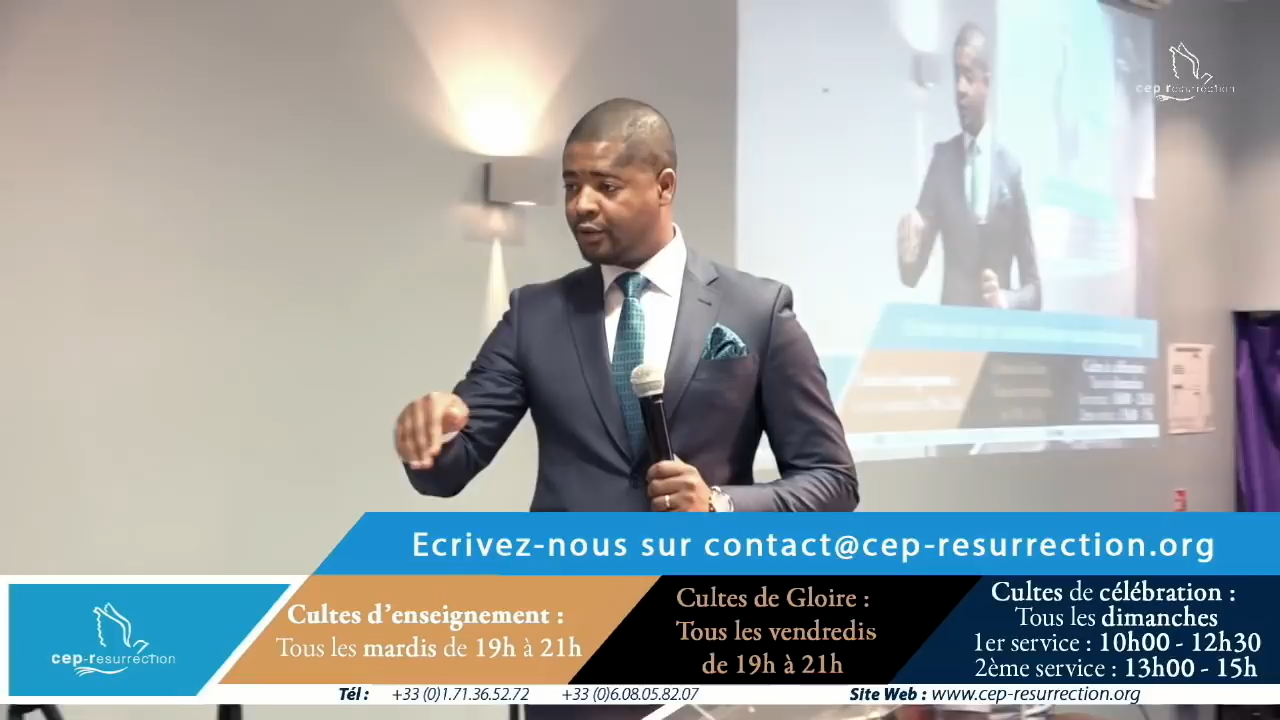 cep resurrection
Ecrivez-nous sur contact@cep-resurrection.org
Cultes d’enseignement :
Tous les mardis de 19h à 21h
Cultes de Gloire :
Tous les vendredis
de 19h à 21h
Cultes de célébration :
Tous les dimanches
1er service : 10h00 - 12h30
2ème service : 13h00 - 15h
cep-resurrection
Tél : +33 (0)1.71.36.52.72 +33 (0)6.08.05.82.07 Site Web : www.cep-resurrection.org